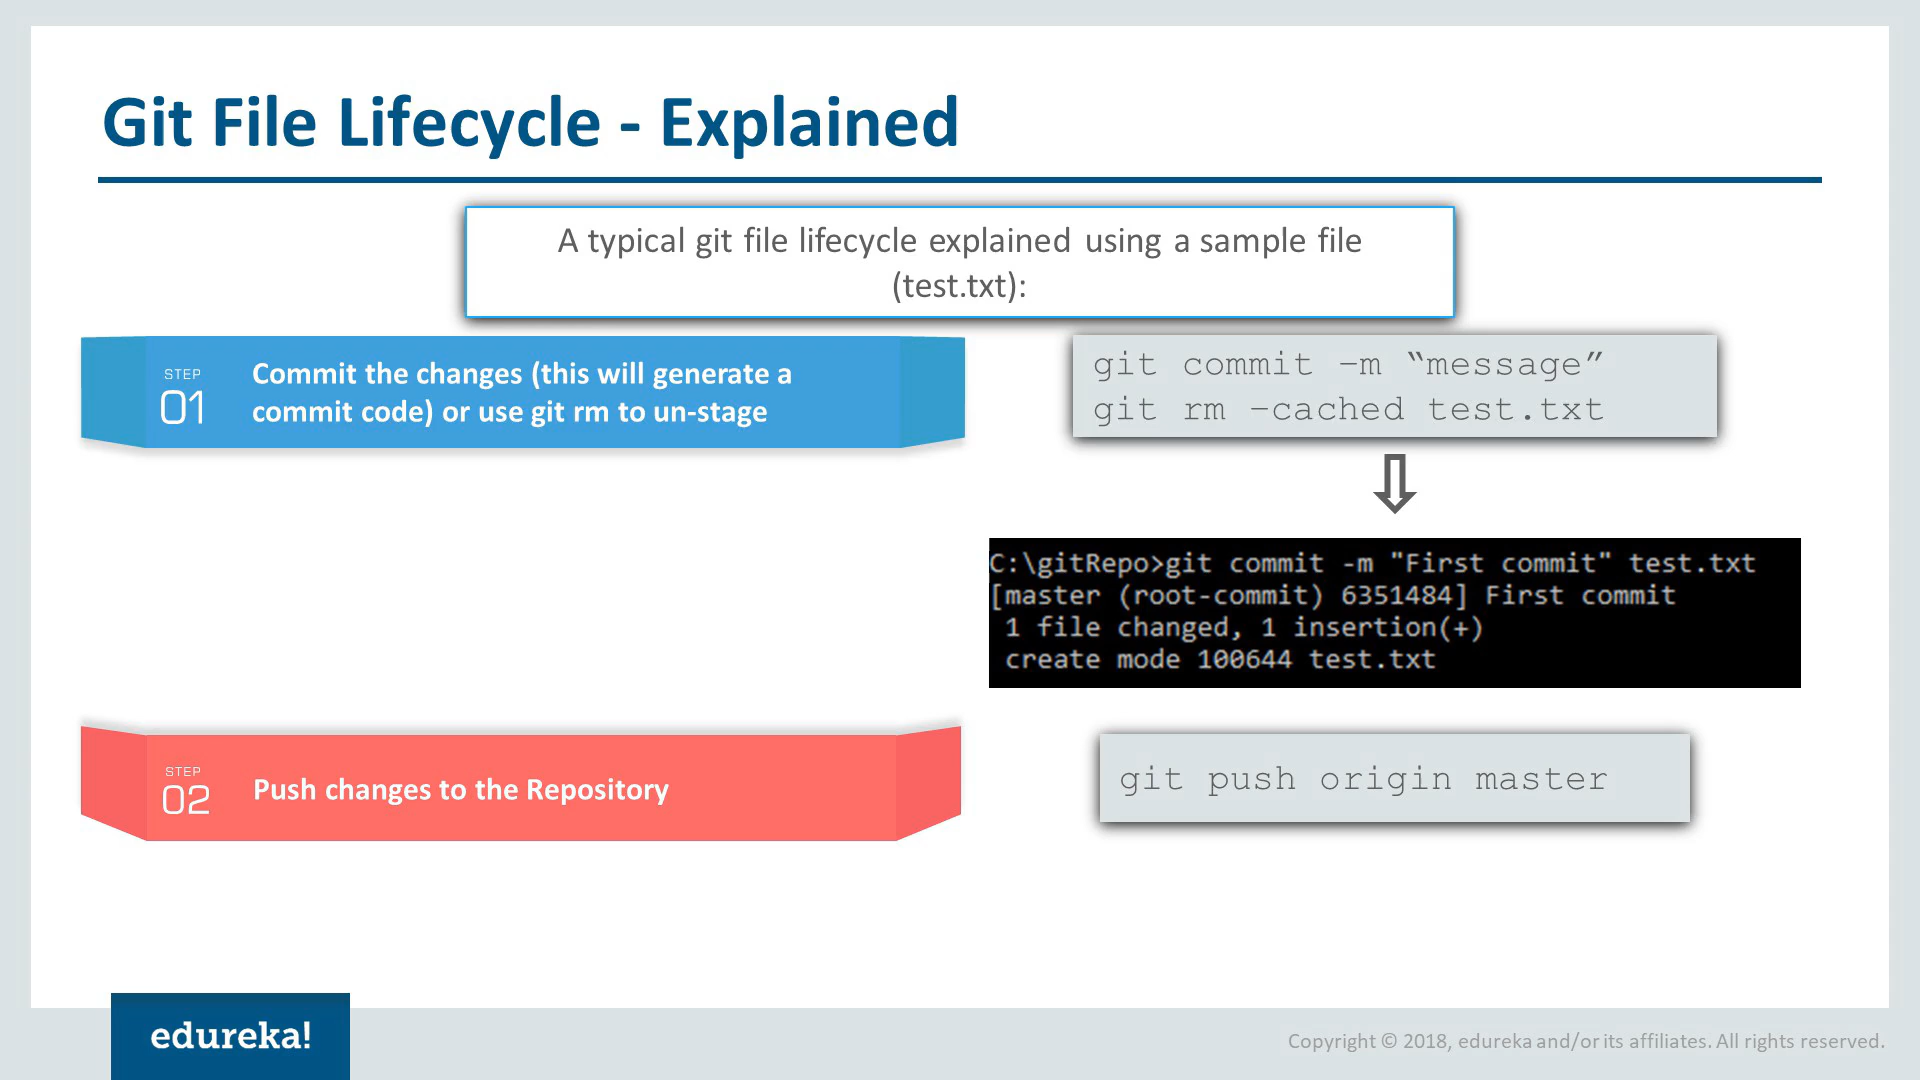 Git File Lifecycle - Explained
A typical git file lifecycle explained using a sample file
(test.txt):
STEP
01
Commit the changes (this will generate a
commit code) or use git rm to un-stage
git commit –m “message”
git rm –cached test.txt
C:\gitRepo>git commit -m "First commit" test.txt
[master (root-commit) 6351484] First commit
1 file changed, 1 insertion(+)
create mode 100644 test.txt
STEP
02
Push changes to the Repository
git push origin master
edureka!
Copyright © 2018, edureka and/or its affiliates. All rights reserved.